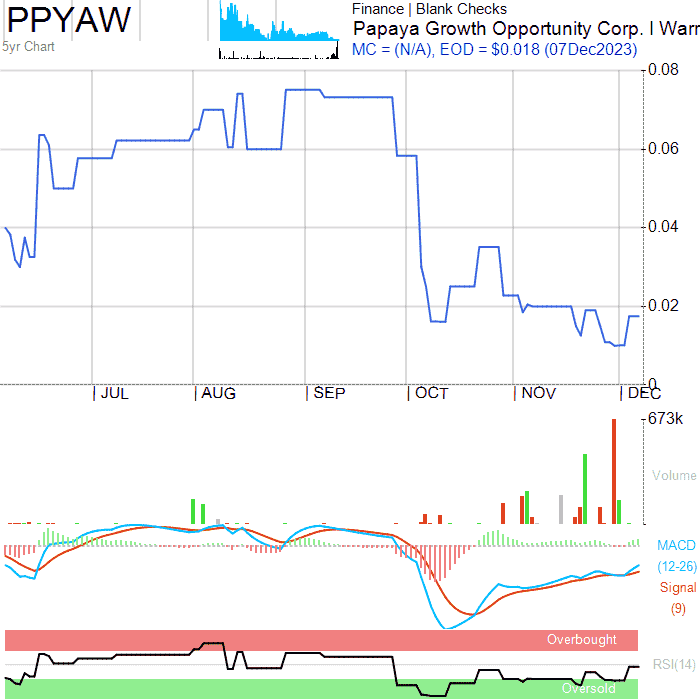 PPYAW
5yr Chart
Finance | Blank Checks
Papaya Growth Opportunity Corp. I Warr
MC = (N/A), EOD = $0.018 (07Dec2023)
0.08
0.06
0.04
0.02
0
JUL AUG SEP OCT NOV DEC
673k
Volume
MACD
(12-26)
Signal
(9)
Overbought
RSI(14)
Oversold